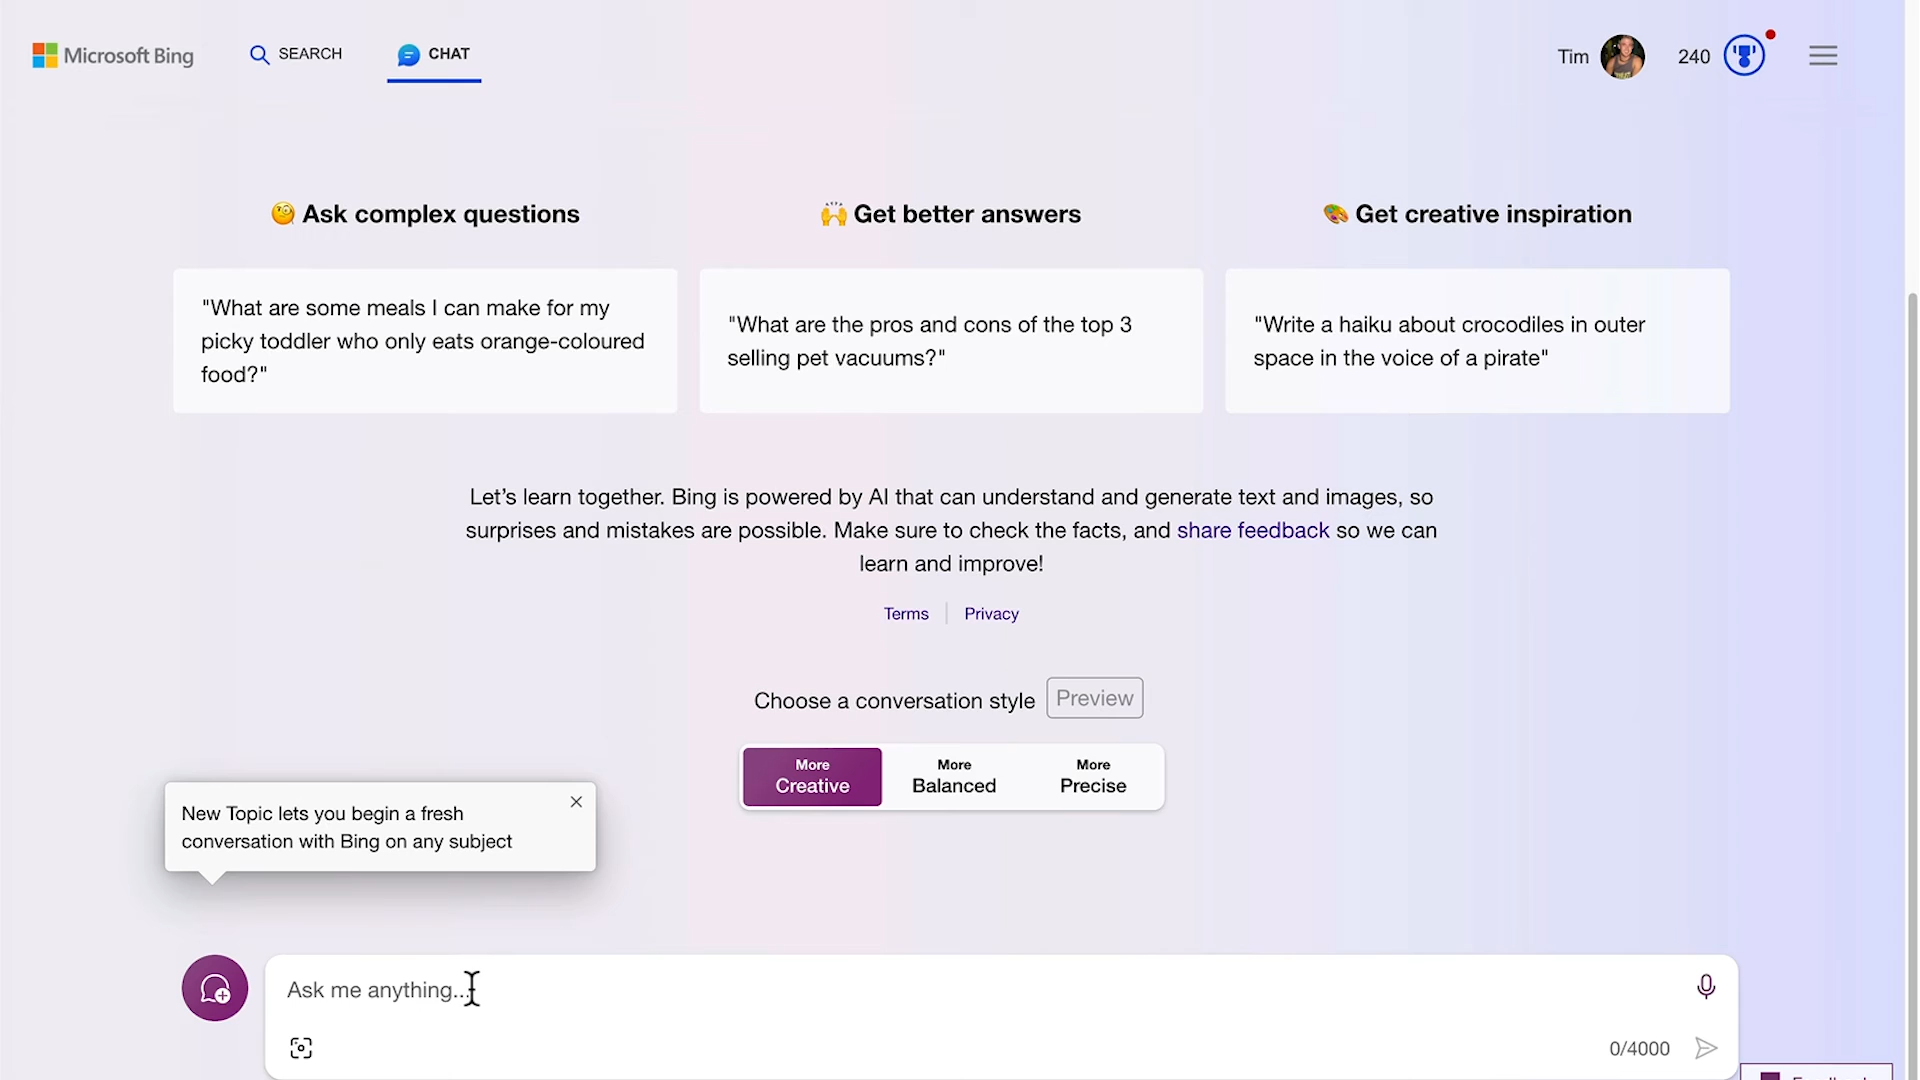 Microsoft Bing
SEARCH
CHAT
Tim
240
Ask complex questions
Get better answers
Get creative inspiration
"What are some meals I can make for my
picky toddler who only eats orange-coloured
food?"
"What are the pros and cons of the top 3
selling pet vacuums?"
"Write a haiku about crocodiles in outer
space in the voice of a pirate"
Let’s learn together. Bing is powered by AI that can understand and generate text and images, so
surprises and mistakes are possible. Make sure to check the facts, and share feedback so we can
learn and improve!
Terms
Privacy
Choose a conversation style
Preview
More
Creative
More
Balanced
More
Precise
New Topic lets you begin a fresh
conversation with Bing on any subject
Ask me anything...
0/4000